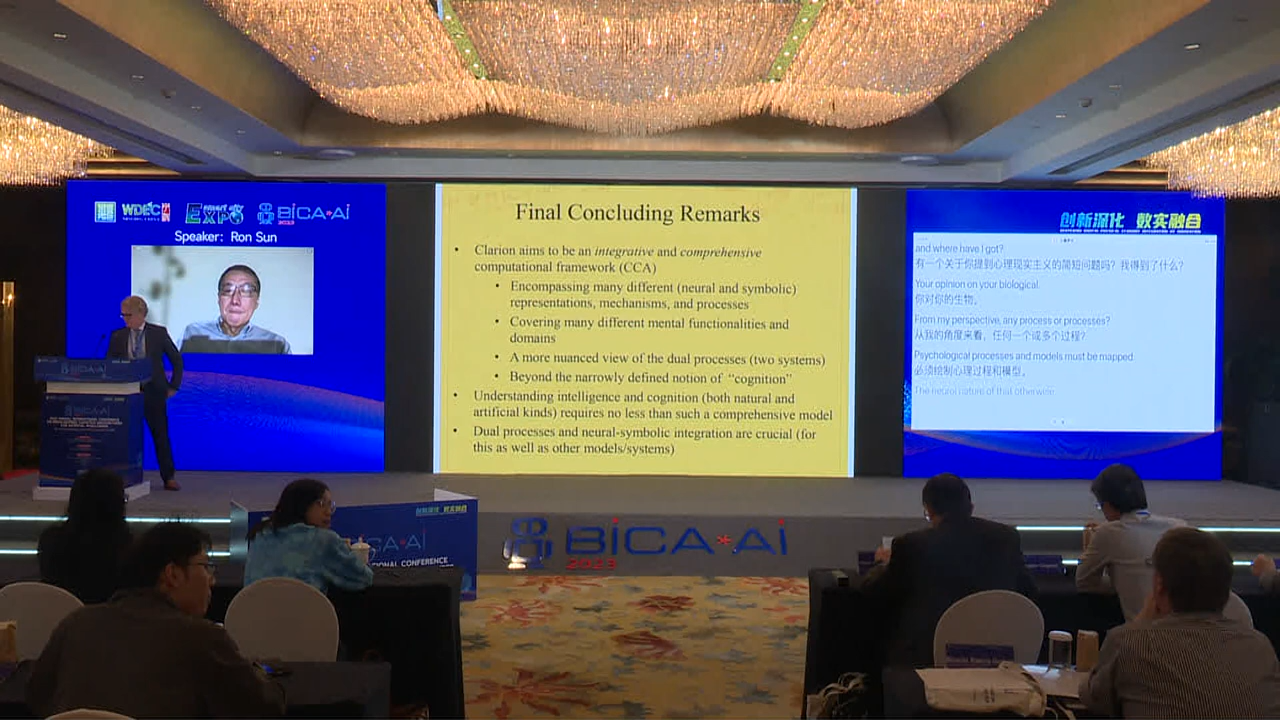 WDEC
SMART CITY
EXPO
BICA*AI
2023
Speaker: Ron Sun
Final Concluding Remarks
• Clarion aims to be an integrative and comprehensive
computational framework (CCA)
• Encompassing many different (neural and symbolic)
representations, mechanisms, and processes
• Covering many different mental functionalities and
domains
• A more nuanced view of the dual processes (two systems)
• Beyond the narrowly defined notion of “cognition”
• Understanding intelligence and cognition (both natural and
artificial kinds) requires no less than such a comprehensive model
• Dual processes and neural-symbolic integration are crucial (for
this as well as other models/systems)
创新深化 数实融合
and where have I got?
有一个关于你提到心理现实主义的简短问题吗？我得到了什么？
Your opinion on your biological.
你对你的生物。
From my perspective, any process or processes?
从我的角度来看，任何一个或多个过程？
Psychological processes and models must be mapped.
必须绘制心理过程和模型。
The neural nature of that otherwise.
BICA*AI
创新深化 数实融合
CA*AI
IONAL CONFERENCE
BICA*AI
2023